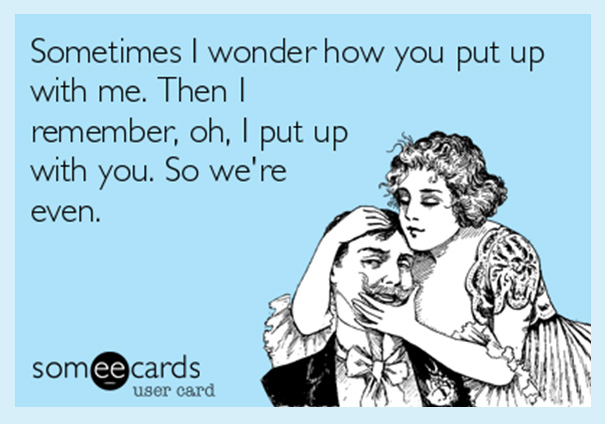 Sometimes I wonder how you put up
with me. Then I
remember, oh, I put up
with you. So we're
even.
someecards
user card